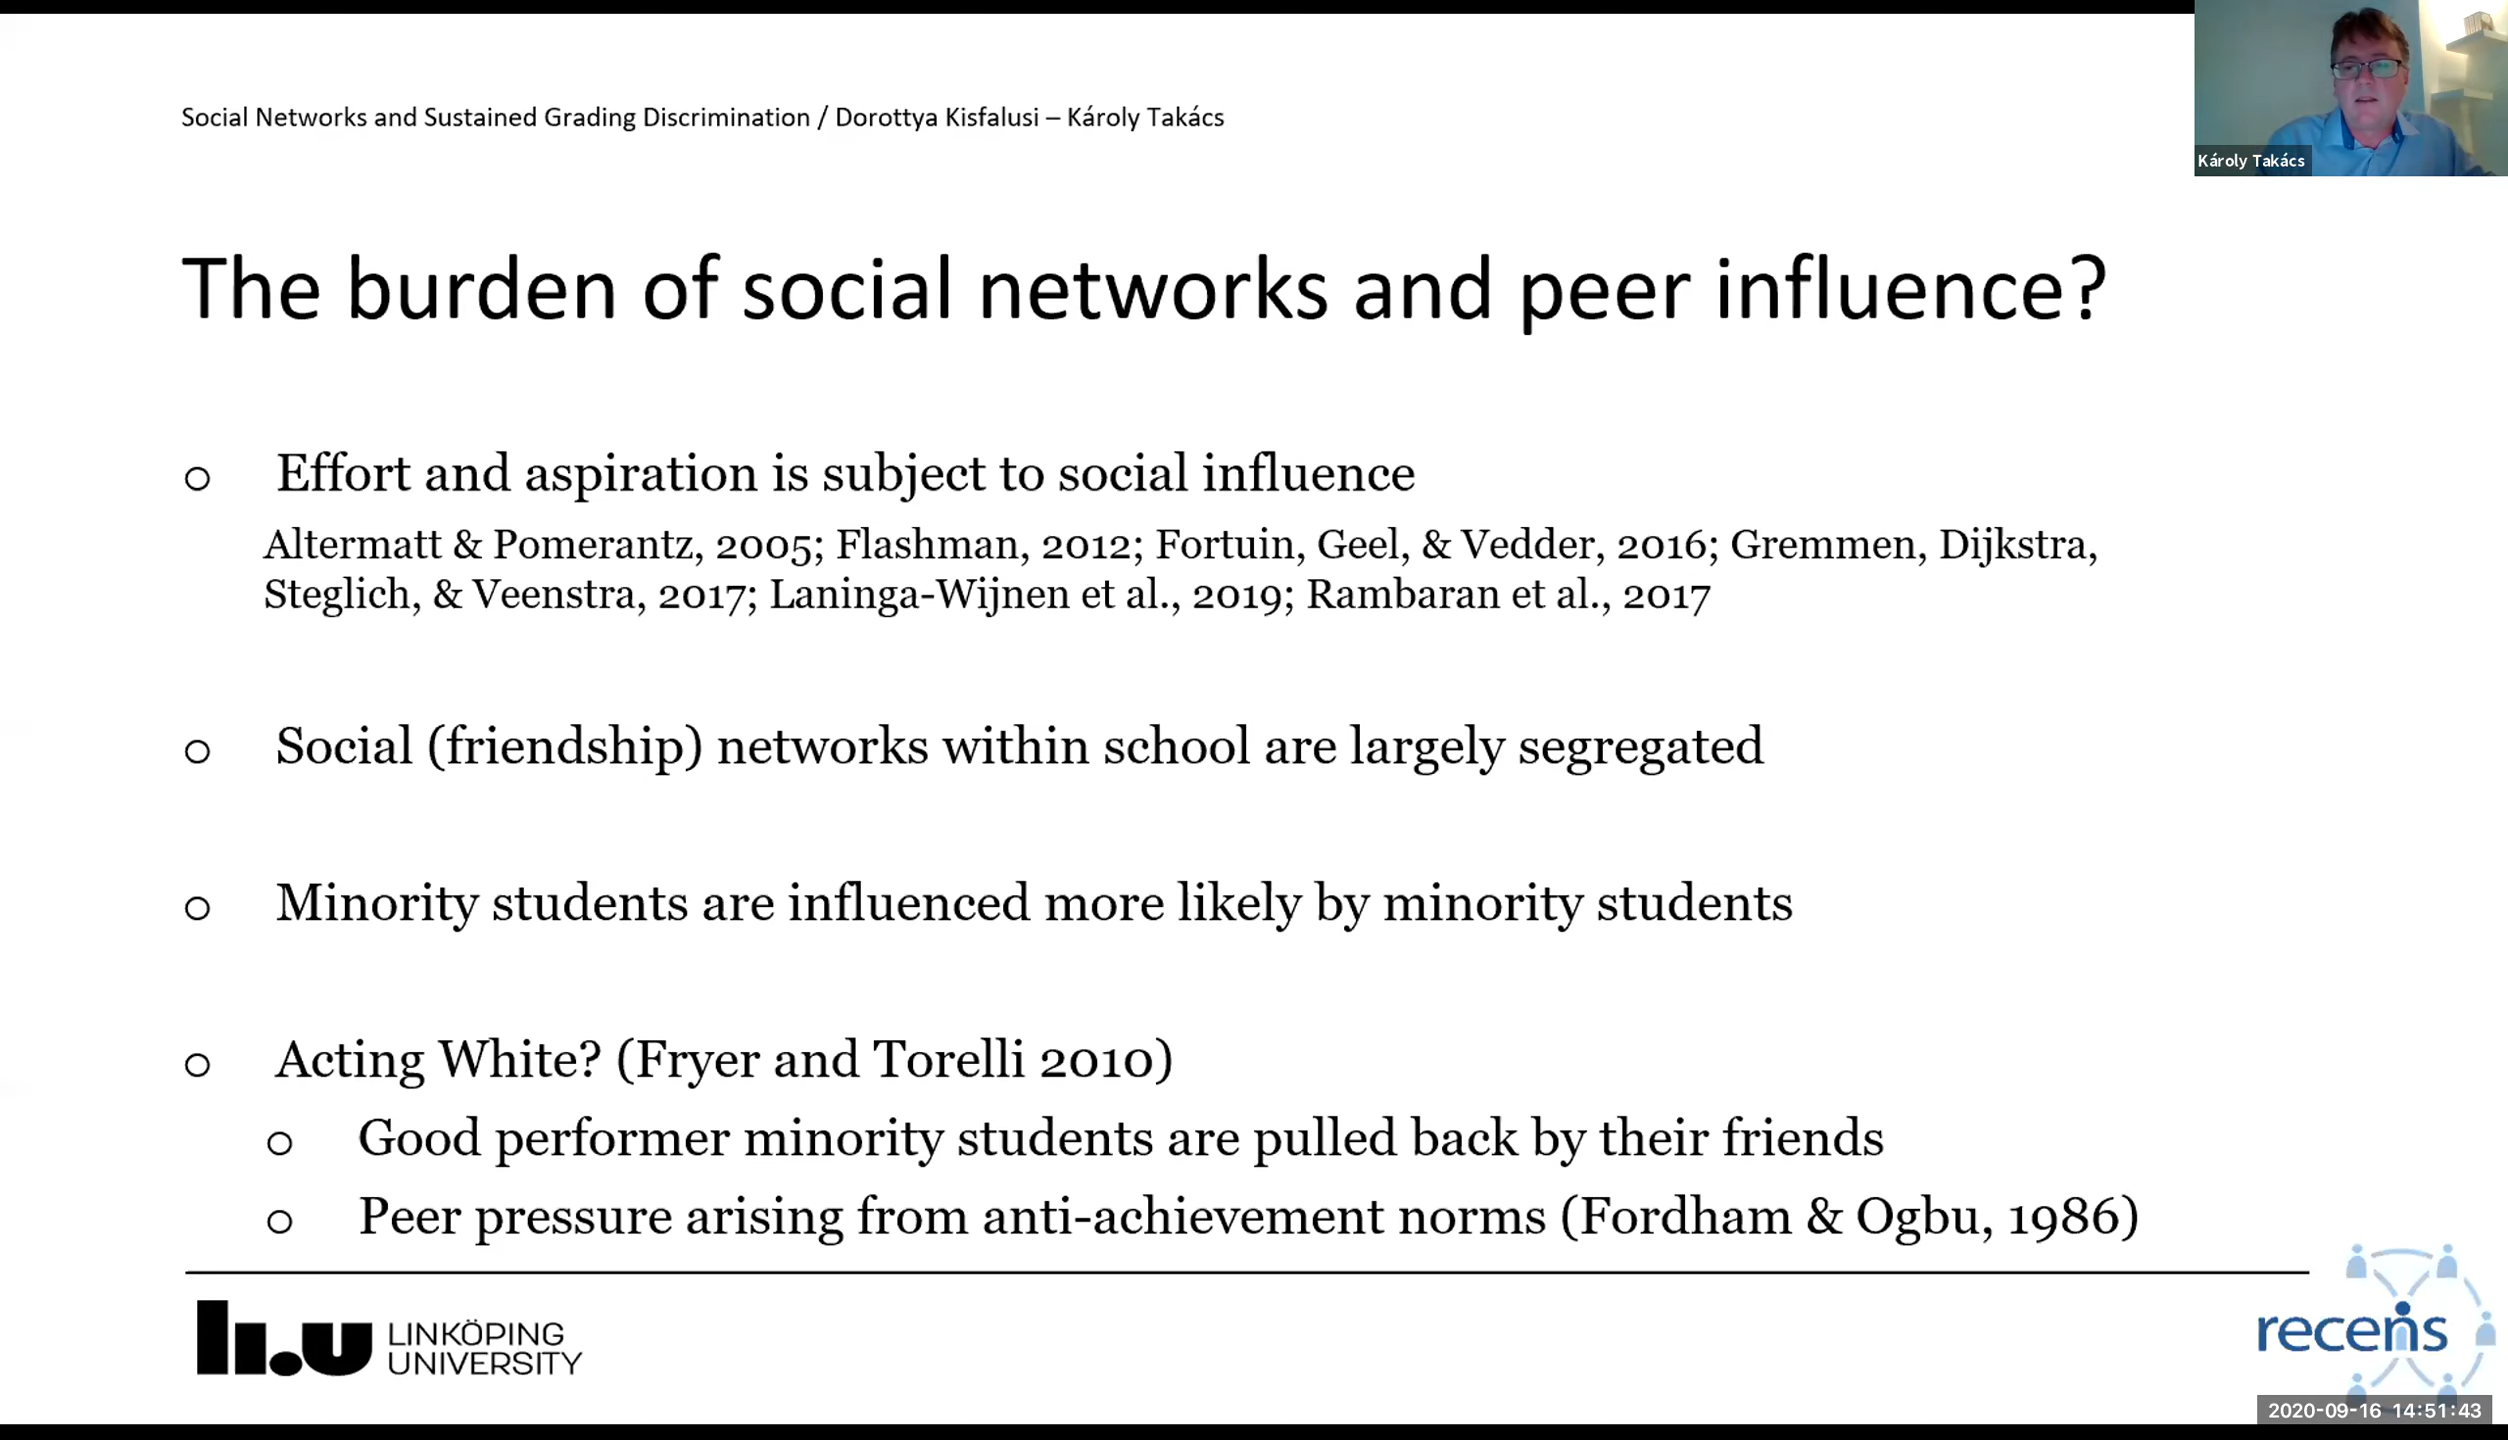 Social Networks and Sustained Grading Discrimination / Dorottya Kisfalusi – Károly Takács
Károly Takács
The burden of social networks and peer influence?
Effort and aspiration is subject to social influence
Altermatt & Pomerantz, 2005; Flashman, 2012; Fortuin, Geel, & Vedder, 2016; Gremmen, Dijkstra,
Steglich, & Veenstra, 2017; Laninga-Wijnen et al., 2019; Rambaran et al., 2017
Social (friendship) networks within school are largely segregated
Minority students are influenced more likely by minority students
Acting White? (Fryer and Torelli 2010)
Good performer minority students are pulled back by their friends
Peer pressure arising from anti-achievement norms (Fordham & Ogbu, 1986)
li.u LINKÖPING
UNIVERSITY
recens
2020-09-16 14:51:43